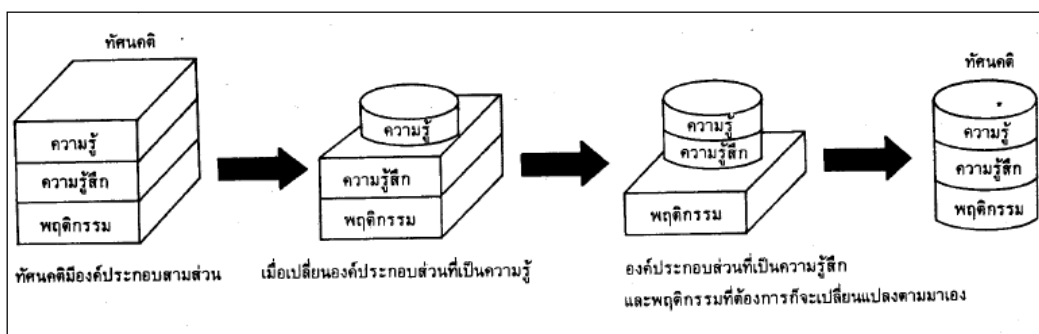 ทัศนคติ
ความรู้
ความรู้สึก
พฤติกรรม
ทัศนคติมีองค์ประกอบสามส่วน
ความรู้
ความรู้สึก
พฤติกรรม
เมื่อเปลี่ยนองค์ประกอบส่วนที่เป็นความรู้
ความรู้
ความรู้สึก
พฤติกรรม
องค์ประกอบส่วนที่เป็นความรู้สึก
และพฤติกรรมที่ต้องการก็จะเปลี่ยนแปลงตามมาเอง
ทัศนคติ
ความรู้
ความรู้สึก
พฤติกรรม